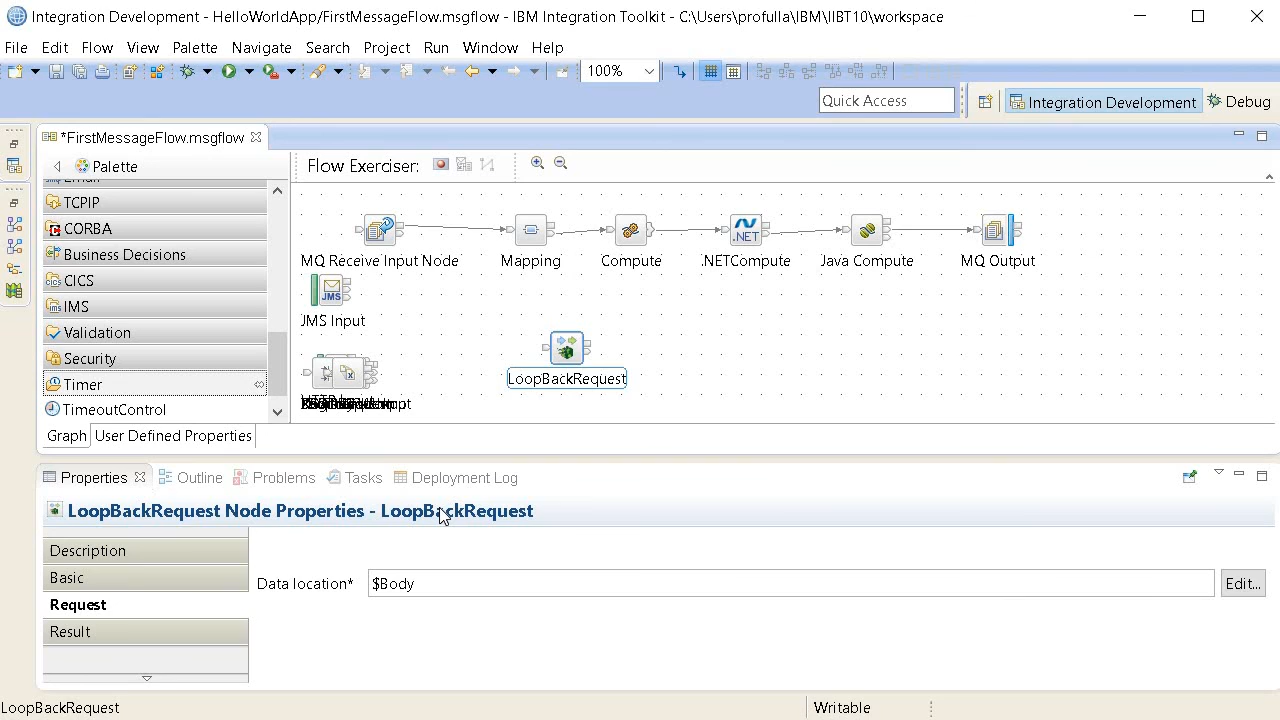 Integration Development - HelloWorldApp/FirstMessageFlow.msgflow - IBM Integration Toolkit - C:\Users\profulla\IBM\IIBT10\workspace
File Edit Flow View Palette Navigate Search Project Run Window Help
100%
Quick Access
Integration Development
Debug
*FirstMessageFlow.msgflow
Palette
Flow Exerciser:
TCPIP
CORBA
Business Decisions
CICS
IMS
Validation
Security
Timer
TimeoutControl
MQ Receive Input Node
Mapping
Compute
.NET
.NETCompute
Java Compute
MQ Output
JMS
JMS Input
LoopBackRequest
Graph User Defined Properties
Properties Outline Problems Tasks Deployment Log
LoopBackRequest Node Properties - LoopBackRequest
Description
Basic
Request
Result
Data location* $Body Edit...
LoopBackRequest Writable